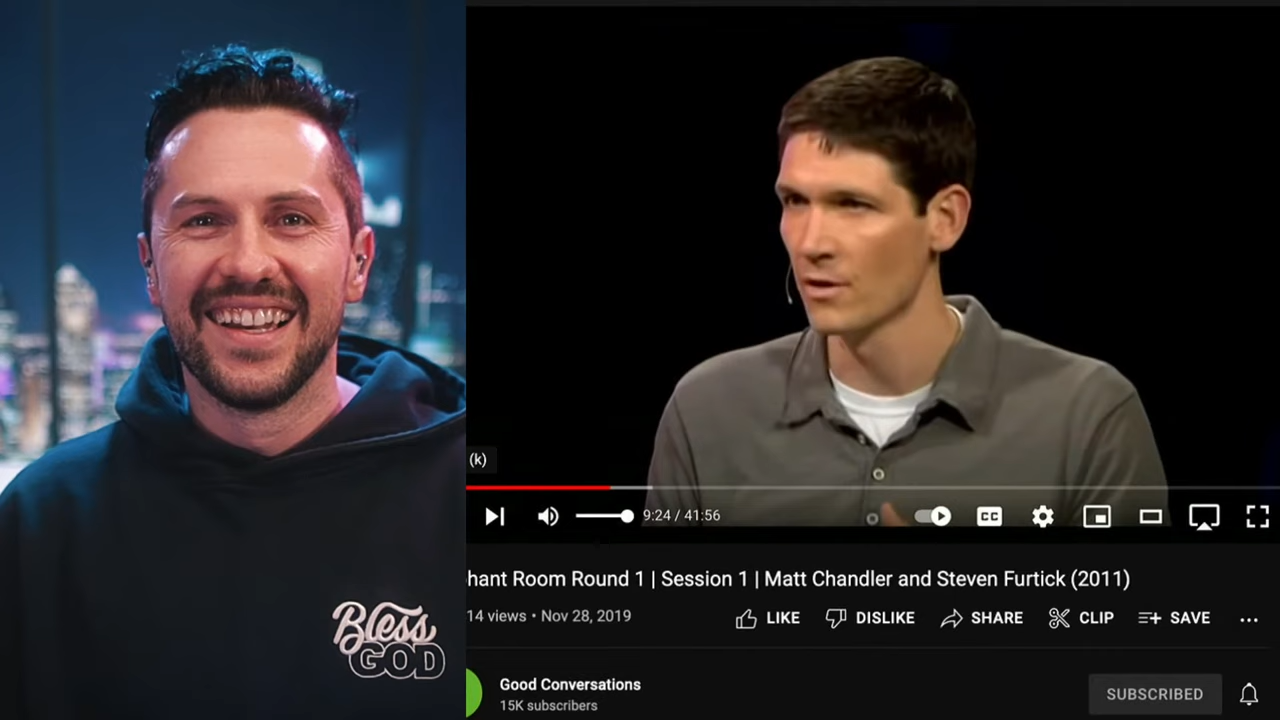 Bless
GOD
(k)
9:24 / 41:56
CC
hant Room Round 1 | Session 1 | Matt Chandler and Steven Furtick (2011)
14 views • Nov 28, 2019
LIKE
DISLIKE
SHARE
CLIP
SAVE
Good Conversations
SUBSCRIBED
15K subscribers